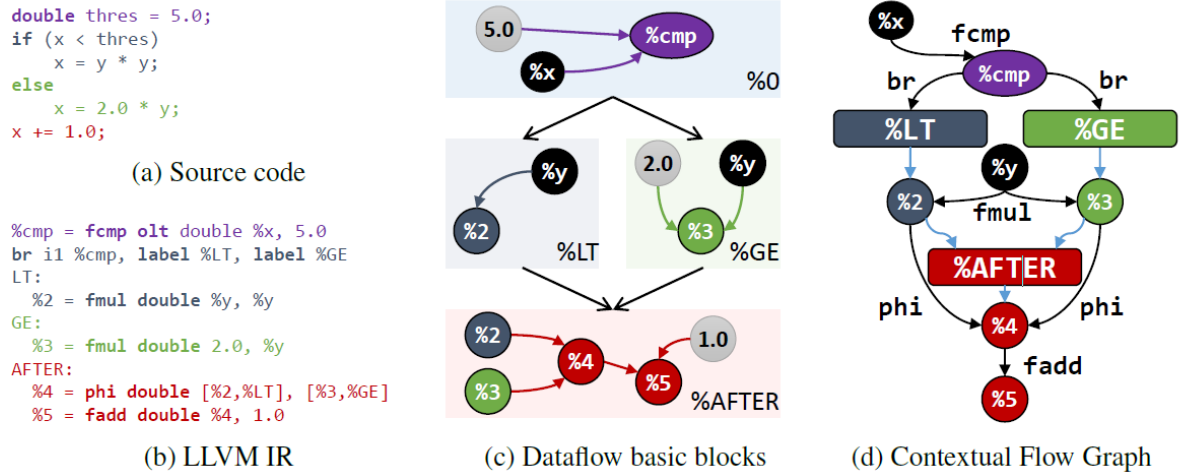 double thres = 5.0;
if (x < thres)
    x = y * y;
else
    x = 2.0 * y;
x += 1.0;
(a) Source code
%cmp = fcmp olt double %x, 5.0
br i1 %cmp, label %LT, label %GE
LT:
  %2 = fmul double %y, %y
GE:
  %3 = fmul double 2.0, %y
AFTER:
  %4 = phi double [%2,%LT], [%3,%GE]
  %5 = fadd double %4, 1.0
(b) LLVM IR
5.0
%cmp
%x
%0
%y
%2
%LT
2.0
%y
%3
%GE
%2
1.0
%4
%5
%3
%AFTER
(c) Dataflow basic blocks
%x
fcmp
%cmp
br
br
%LT
%GE
%y
%2
%3
fmul
%AFTER
phi
phi
%4
fadd
%5
(d) Contextual Flow Graph